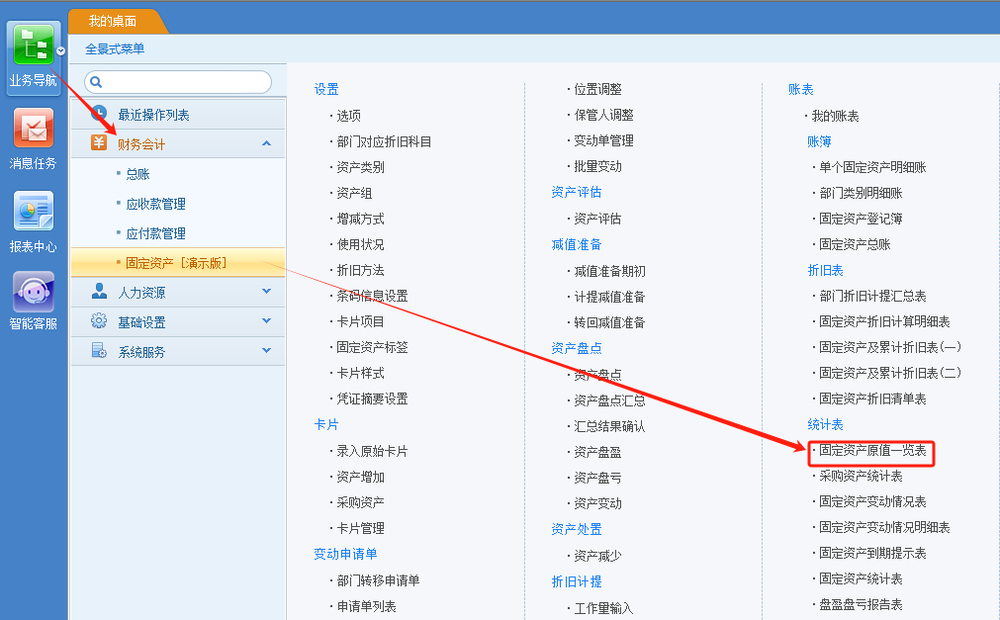 我的桌面
全景式菜单
业务导航
消息任务
报表中心
智能客服
最近操作列表
财务会计
总账
应收款管理
应付款管理
固定资产［演示版］
人力资源
基础设置
系统服务
设置
·选项
·部门对应折旧科目
·资产类别
·资产组
·增减方式
·使用状况
·折旧方法
·条码信息设置
·卡片项目
·固定资产标签
·卡片样式
·凭证摘要设置
卡片
·录入原始卡片
·资产增加
·采购资产
·卡片管理
变动申请单
·部门转移申请单
·申请单列表
·位置调整
·保管人调整
·变动单管理
·批量变动
资产评估
·资产评估
减值准备
·减值准备期初
·计提减值准备
·转回减值准备
资产盘点
·资产盘点
·资产盘点汇总
·汇总结果确认
·资产盘盈
·资产盘亏
·资产变动
资产处置
·资产减少
折旧计提
·工作量输入
账表
·我的账表
账簿
·单个固定资产明细账
·部门类别明细账
·固定资产登记簿
·固定资产总账
折旧表
·部门折旧计提汇总表
·固定资产折旧计算明细表
·固定资产及累计折旧表(一)
·固定资产及累计折旧表(二)
·固定资产折旧清单表
统计表
·固定资产原值一览表
·采购资产统计表
·固定资产变动情况表
·固定资产变动情况明细表
·固定资产到期提示表
·固定资产统计表
·盘盈盘亏报告表